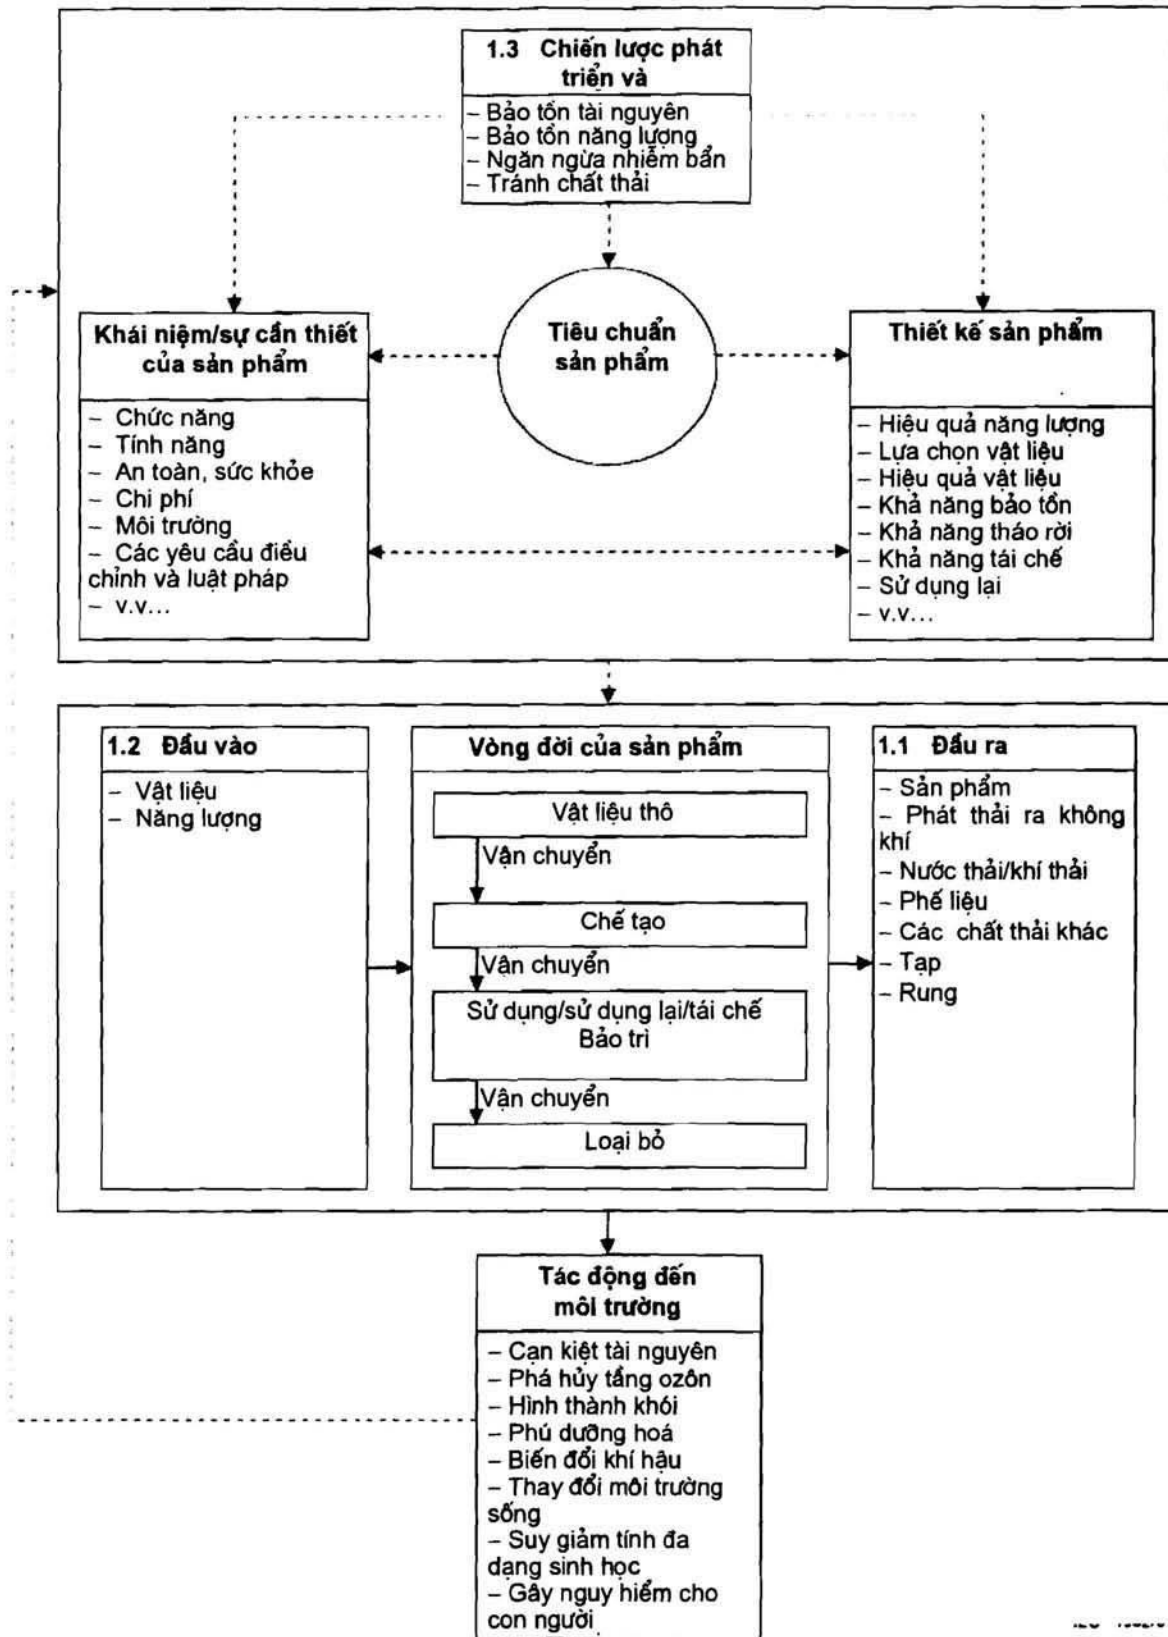 1.3 Chiến lược phát
triển và
– Bảo tồn tài nguyên
– Bảo tồn năng lượng
– Ngăn ngừa nhiễm bẩn
– Tránh chất thải
Khái niệm/sự cần thiết
của sản phẩm
– Chức năng
– Tính năng
– An toàn, sức khỏe
– Chi phí
– Môi trường
– Các yêu cầu điều
chỉnh và luật pháp
– v.v...
Tiêu chuẩn
sản phẩm
Thiết kế sản phẩm
– Hiệu quả năng lượng
– Lựa chọn vật liệu
– Hiệu quả vật liệu
– Khả năng bảo tồn
– Khả năng tháo rời
– Khả năng tái chế
– Sử dụng lại
– v.v...
1.2 Đầu vào
– Vật liệu
– Năng lượng
Vòng đời của sản phẩm
Vật liệu thô
Vận chuyển
Chế tạo
Vận chuyển
Sử dụng/sử dụng lại/tái chế
Bảo trì
Vận chuyển
Loại bỏ
1.1 Đầu ra
– Sản phẩm
– Phát thải ra không
khí
– Nước thải/khí thải
– Phế liệu
– Các chất thải khác
– Tạp
– Rung
Tác động đến
môi trường
– Cạn kiệt tài nguyên
– Phá hủy tầng ozôn
– Hình thành khói
– Phú dưỡng hoá
– Biến đổi khí hậu
– Thay đổi môi trường
sống
– Suy giảm tính đa
dạng sinh học
– Gây nguy hiểm cho
con người